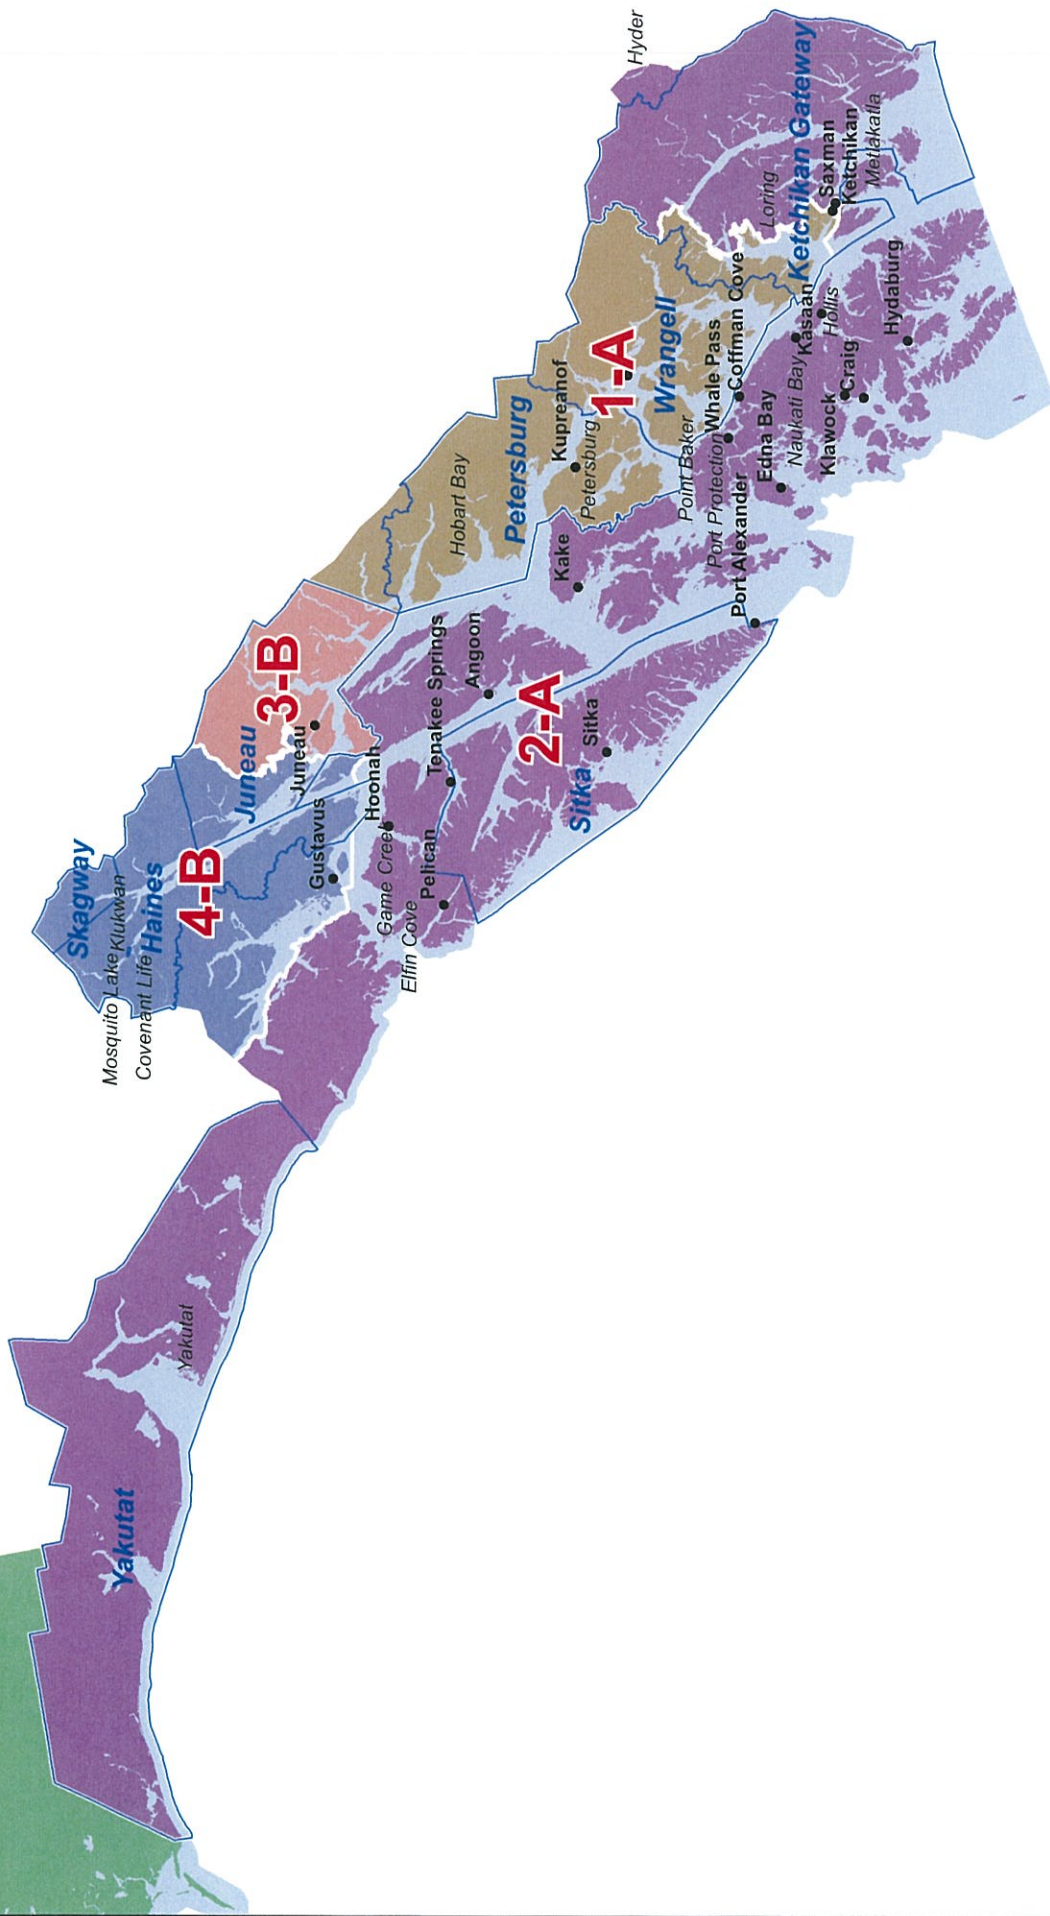 Skagway
Mosquito Lake
Klukwan
Covenant Life
Haines
4-B
Juneau
3-B
Juneau
Gustavus
Hoonah
Game Creek
Elfin Cove
Pelican
Tenakee Springs
Angoon
2-A
Sitka
Sitka
Yakutat
Yakutat
Hobart Bay
Petersburg
Kupreanof
Petersburg
Kake
1-A
Wrangell
Point Baker
Port Protection
Port Alexander
Whale Pass
Coffman Cove
Edna Bay
Naukati Bay
Kasaan
Hollis
Klawock
Craig
Hydaburg
Hyder
Loring
Ketchikan Gateway
Saxman
Ketchikan
Metlakatla